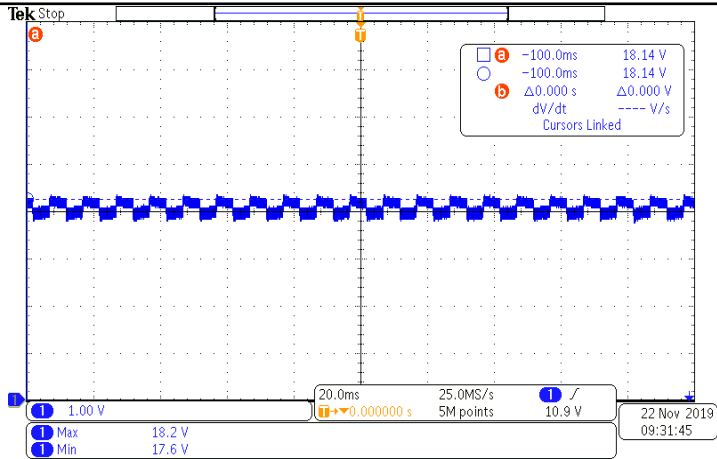 Tek Stop
T
a
T
a −100.0ms 18.14 V
−100.0ms 18.14 V
b Δ0.000 s Δ0.000 V
dV/dt ---- V/s
Cursors Linked
1
1 1.00 V
20.0ms 25.0MS/s 1
T→▼0.000000 s 5M points 10.9 V
22 Nov 2019
09:31:45
1 Max 18.2 V
1 Min 17.6 V